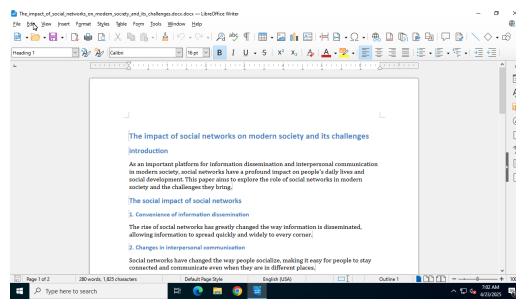 The_impact_of_social_networks_on_modern_society_and_its_challenges.docx.docx — LibreOffice Writer
File Edit View Insert Format Styles Table Form Tools Window Help
Heading 1 Calibri 16 pt
The impact of social networks on modern society and its challenges
introduction
As an important platform for information dissemination and interpersonal communication
in modern society, social networks have a profound impact on people's daily lives and
social development. This paper aims to explore the role of social networks in modern
society and the challenges they bring.
The social impact of social networks
1. Convenience of information dissemination
The rise of social networks has greatly changed the way information is disseminated,
allowing information to spread quickly and widely to every corner.
2. Changes in interpersonal communication
Social networks have changed the way people socialize, making it easy for people to stay
connected and communicate even when they are in different places.
Page 1 of 2 280 words, 1,825 characters Default Page Style English (USA) Outline 1 100
Type here to search
7:02 AM
4/23/2025